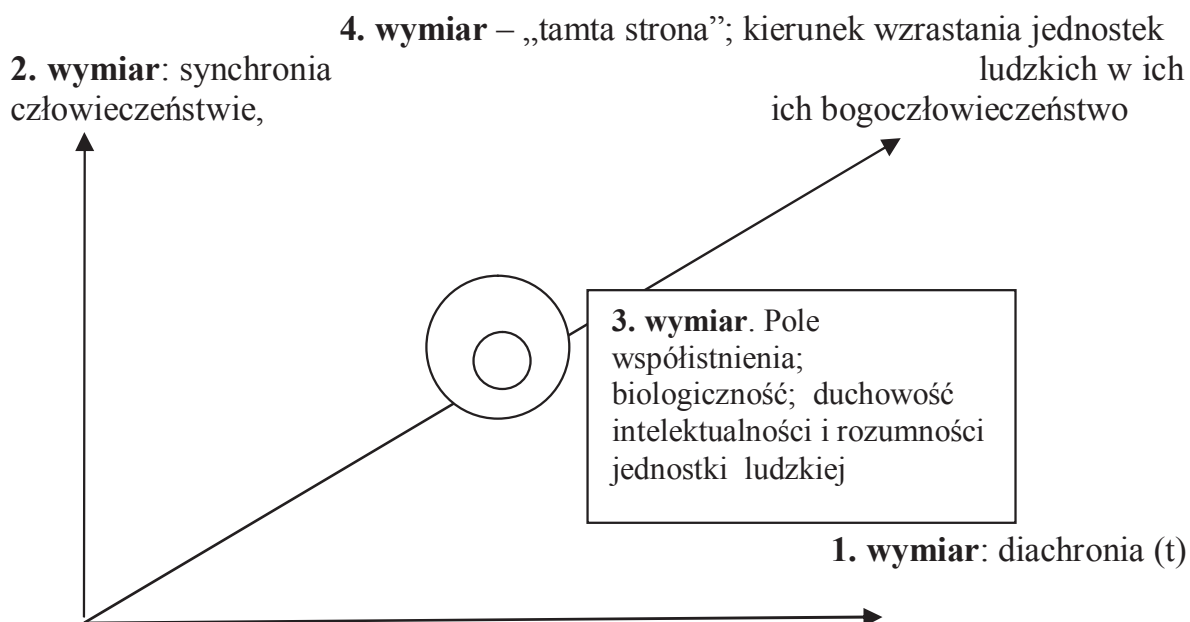 4. wymiar – „tamta strona”; kierunek wzrastania jednostek
2. wymiar: synchronia ludzkich w ich
człowieczeństwie, ich bogoczłowieczeństwo
3. wymiar. Pole
współistnienia;
biologiczność; duchowość
intelektualności i rozumności
jednostki ludzkiej
1. wymiar: diachronia (t)